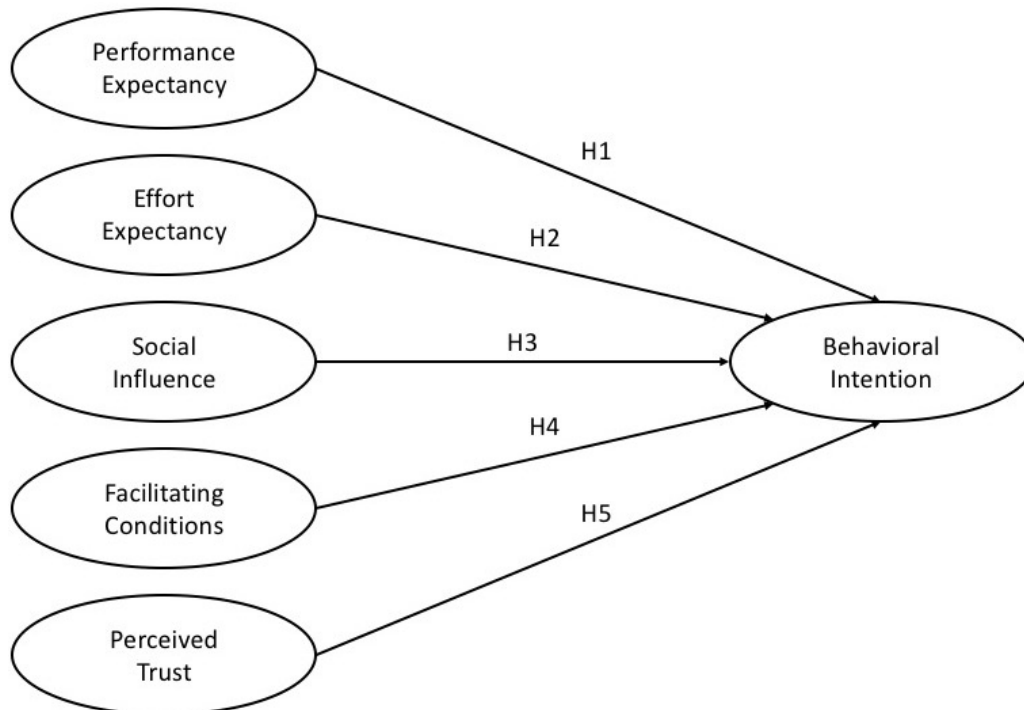 Performance
Expectancy
H1
Effort
Expectancy
H2
Social
Influence
H3
Behavioral
Intention
Facilitating
Conditions
H4
Perceived
Trust
H5